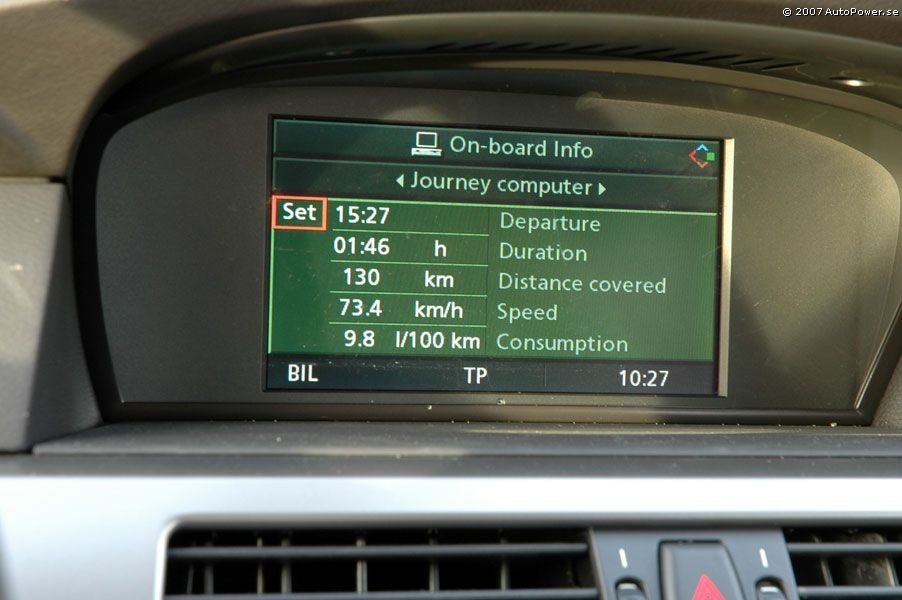 © 2007 AutoPower.se
On-board Info
Journey computer
Set 15:27 Departure
01:46 h Duration
130 km Distance covered
73.4 km/h Speed
9.8 l/100 km Consumption
BIL TP 10:27